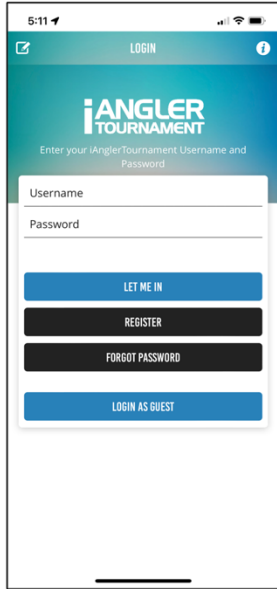 5:11
LOGIN
iANGLER
TOURNAMENT
Enter your iAnglerTournament Username and
Password
Username
Password
LET ME IN
REGISTER
FORGOT PASSWORD
LOGIN AS GUEST